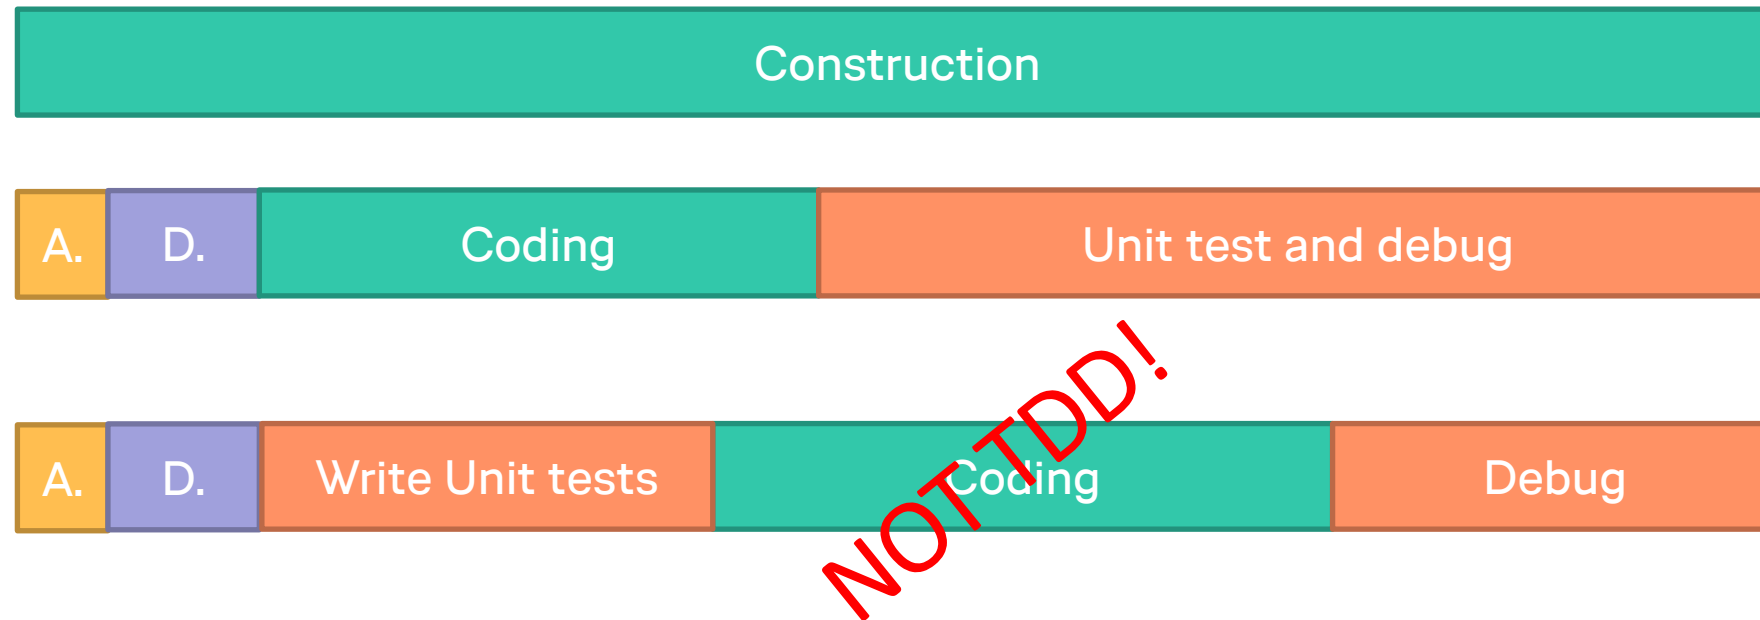 Construction
A.
D.
Coding
Unit test and debug
NOT TDD!
A.
D.
Write Unit tests
Coding
Debug